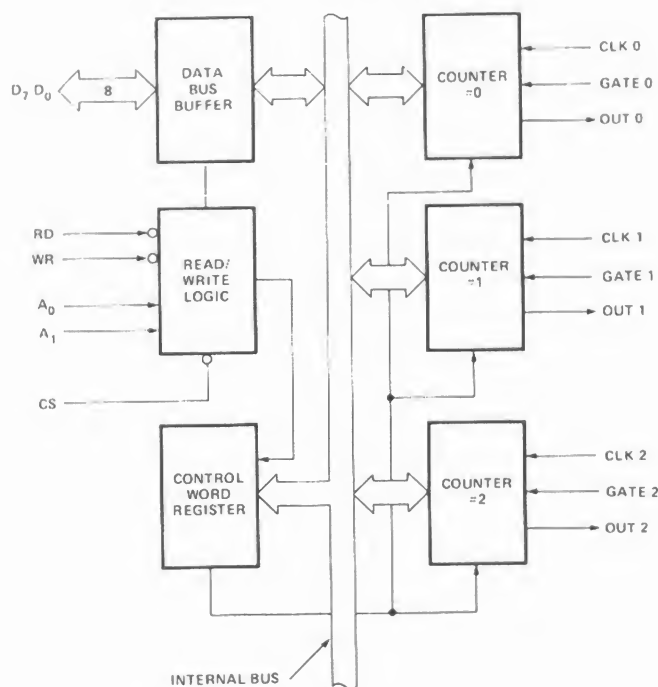 DATA
BUS
BUFFER
D7 D0
8
COUNTER
=0
CLK 0
GATE 0
OUT 0
RD
WR
A0
A1
CS
READ/
WRITE
LOGIC
COUNTER
=1
CLK 1
GATE 1
OUT 1
CONTROL
WORD
REGISTER
COUNTER
=2
CLK 2
GATE 2
OUT 2
INTERNAL BUS